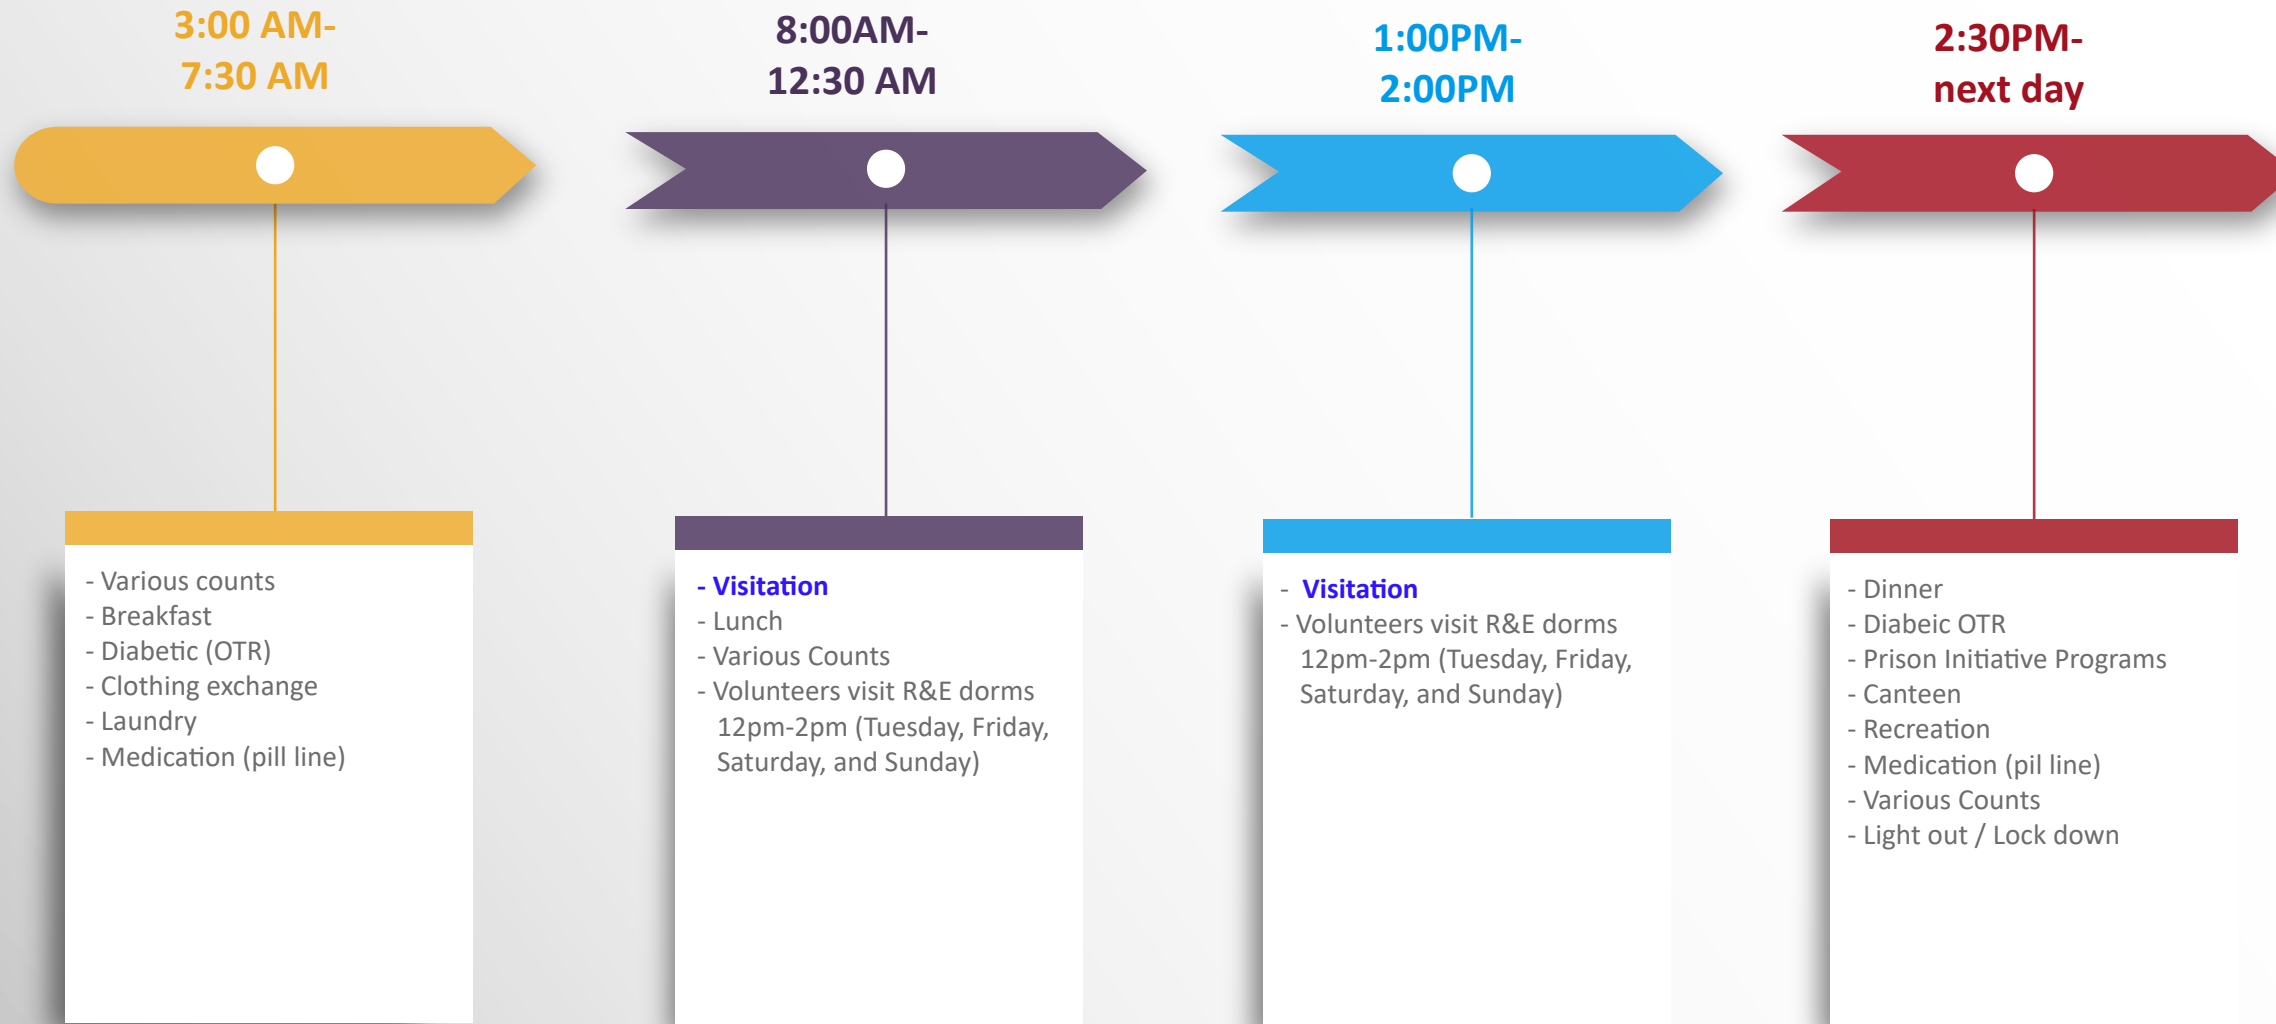 3:00 AM-
7:30 AM
8:00AM-
12:30 AM
1:00PM-
2:00PM
2:30PM-
next day
- Various counts
- Breakfast
- Diabetic (OTR)
- Clothing exchange
- Laundry
- Medication (pill line)
- Visitation
- Lunch
- Various Counts
- Volunteers visit R&E dorms
12pm-2pm (Tuesday, Friday,
Saturday, and Sunday)
- Visitation
- Volunteers visit R&E dorms
12pm-2pm (Tuesday, Friday,
Saturday, and Sunday)
- Dinner
- Diabeic OTR
- Prison Initiative Programs
- Canteen
- Recreation
- Medication (pil line)
- Various Counts
- Light out / Lock down